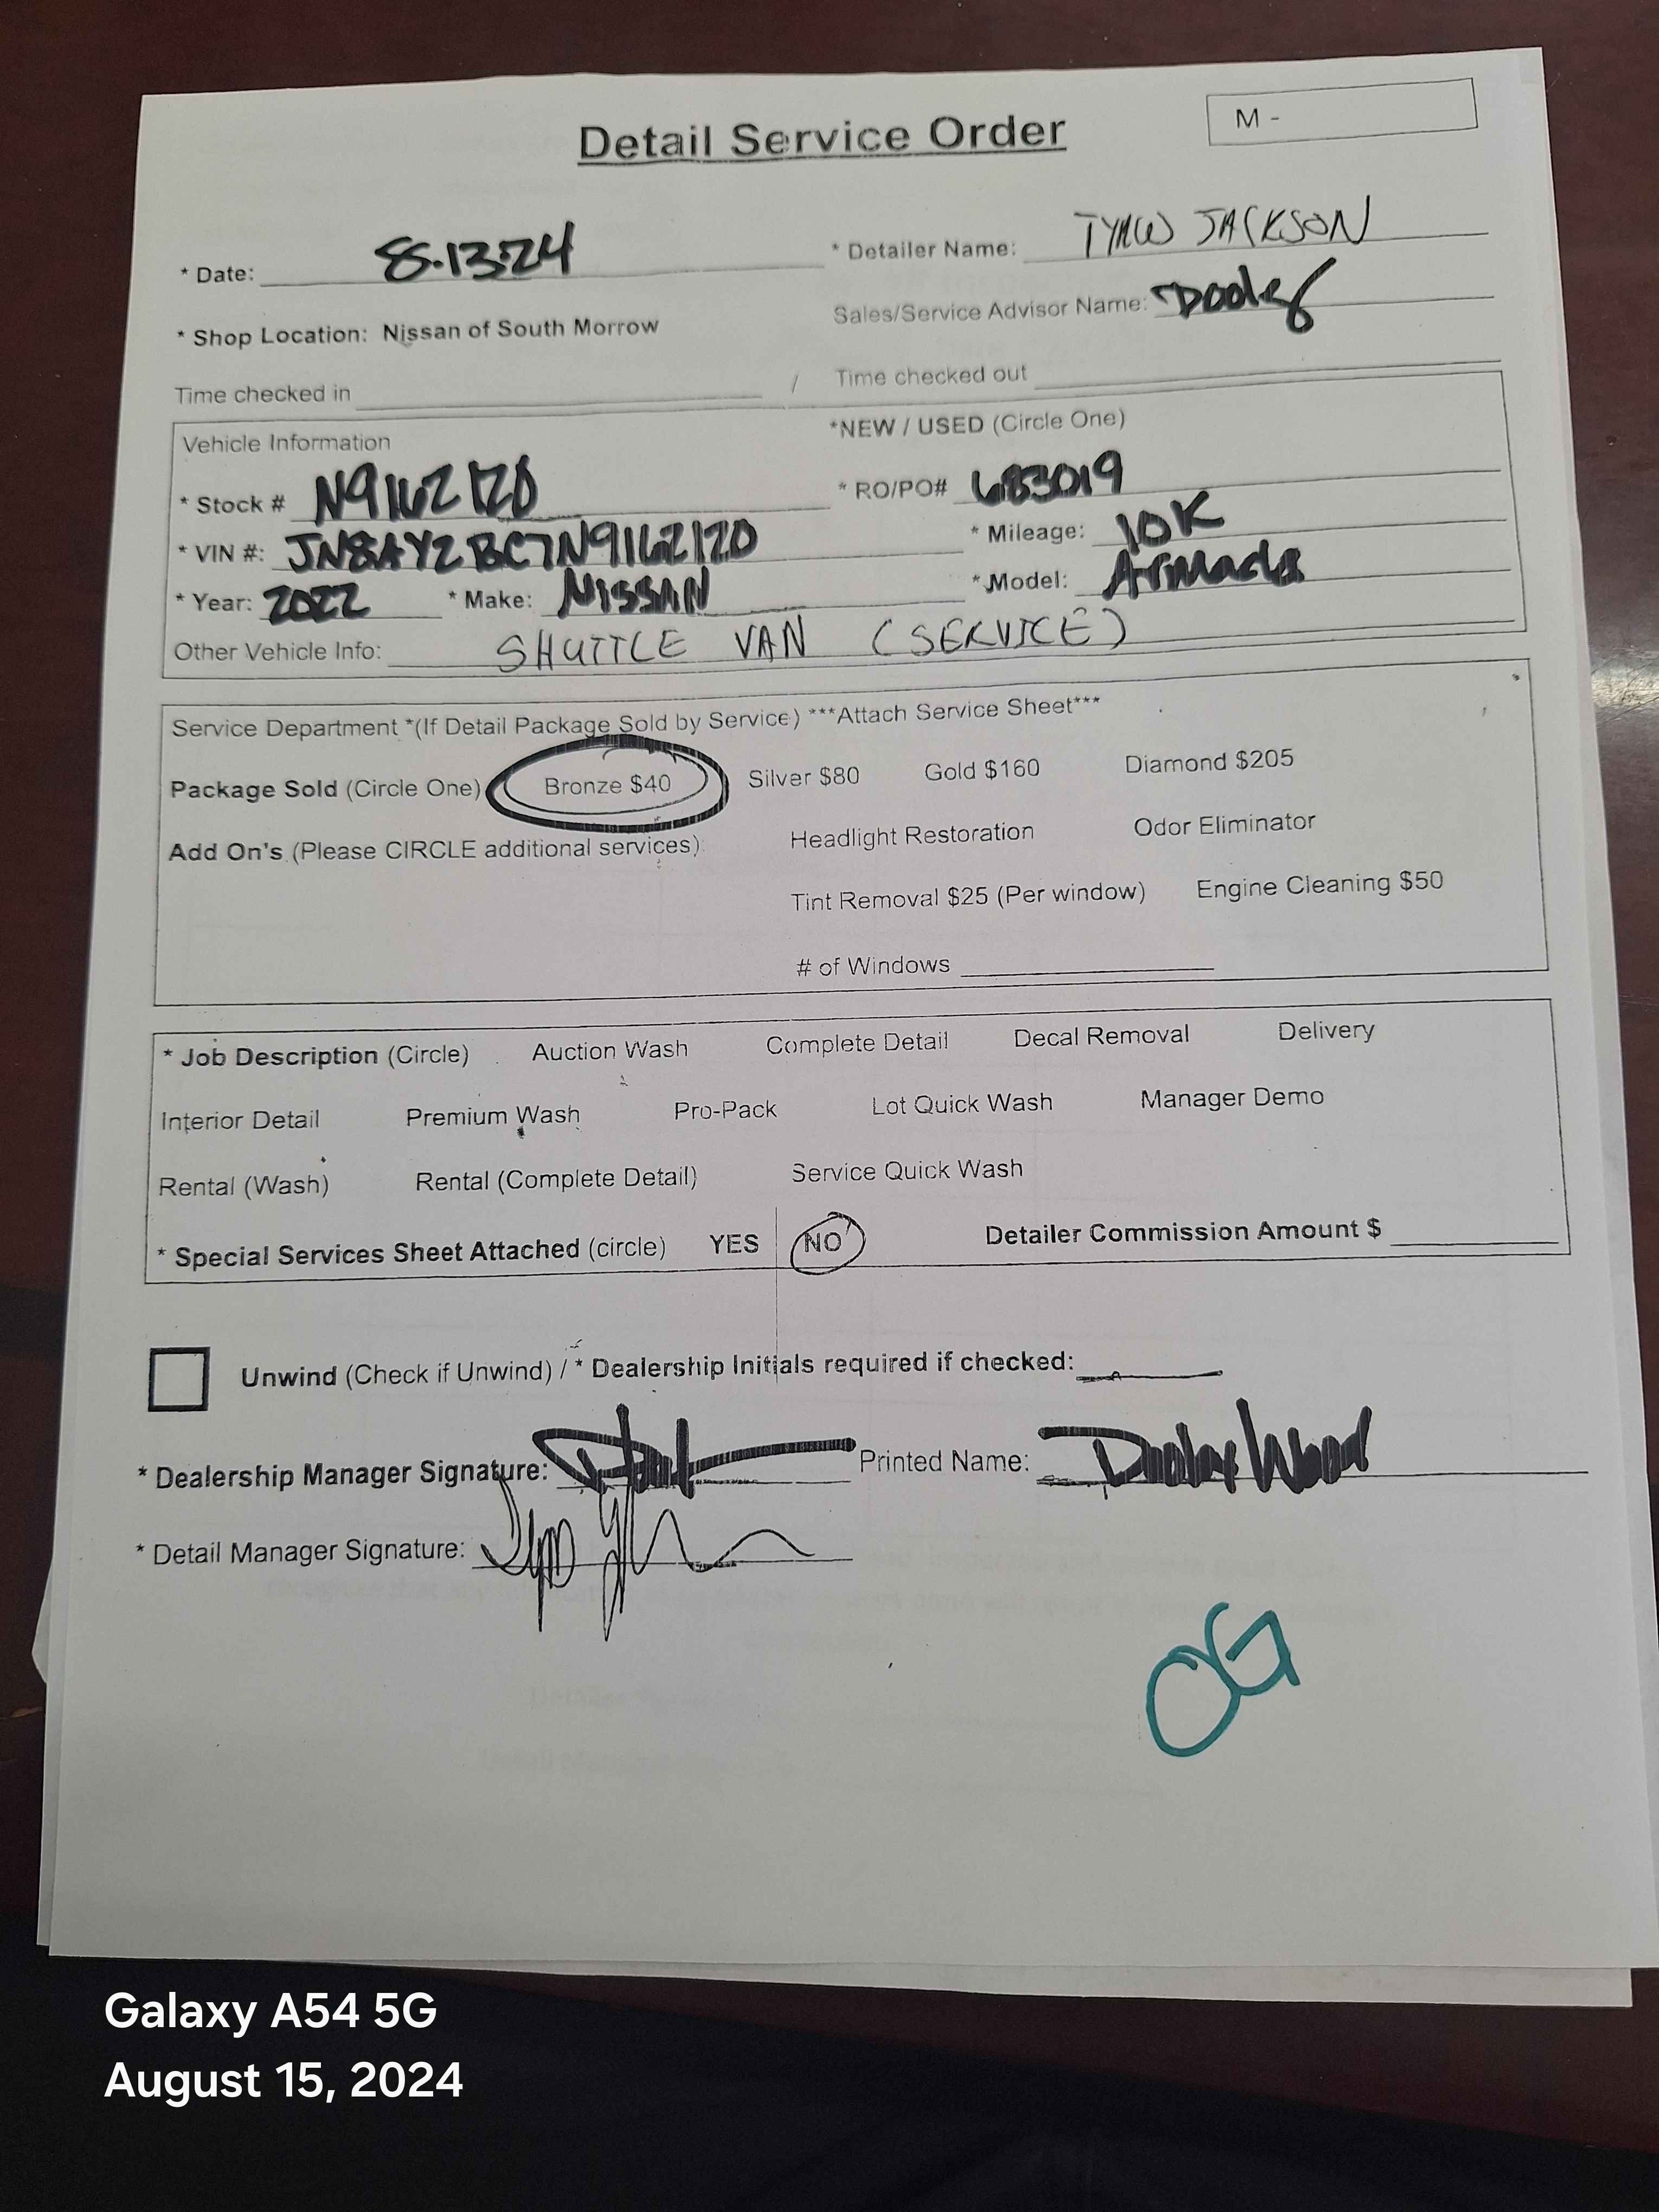 Detail Service Order
M -
* Date: 8.13.24
* Detailer Name: JACKSON
* Shop Location: Nissan of South Morrow
Sales/Service Advisor Name: Dooley
Time checked in / Time checked out
Vehicle Information
*NEW / USED (Circle One)
* Stock # N9162120
* RO/PO# 683019
* VIN #: JN8AY2BC7N9162120
* Mileage: 10K
* Year: 2022 * Make: NISSAN * Model: Armada
Other Vehicle Info: SHUTTLE VAN (SERVICE)
Service Department *(If Detail Package Sold by Service) ***Attach Service Sheet***
Package Sold (Circle One) Bronze $40 Silver $80 Gold $160 Diamond $205
Add On's (Please CIRCLE additional services): Headlight Restoration Odor Eliminator
Tint Removal $25 (Per window) Engine Cleaning $50
# of Windows
* Job Description (Circle) Auction Wash Complete Detail Decal Removal Delivery
Interior Detail Premium Wash Pro-Pack Lot Quick Wash Manager Demo
Rental (Wash) Rental (Complete Detail) Service Quick Wash
* Special Services Sheet Attached (circle) YES NO Detailer Commission Amount $
Unwind (Check if Unwind) / * Dealership Initials required if checked:
* Dealership Manager Signature: Printed Name: Dooley Wood
* Detail Manager Signature:
OG
Galaxy A54 5G
August 15, 2024